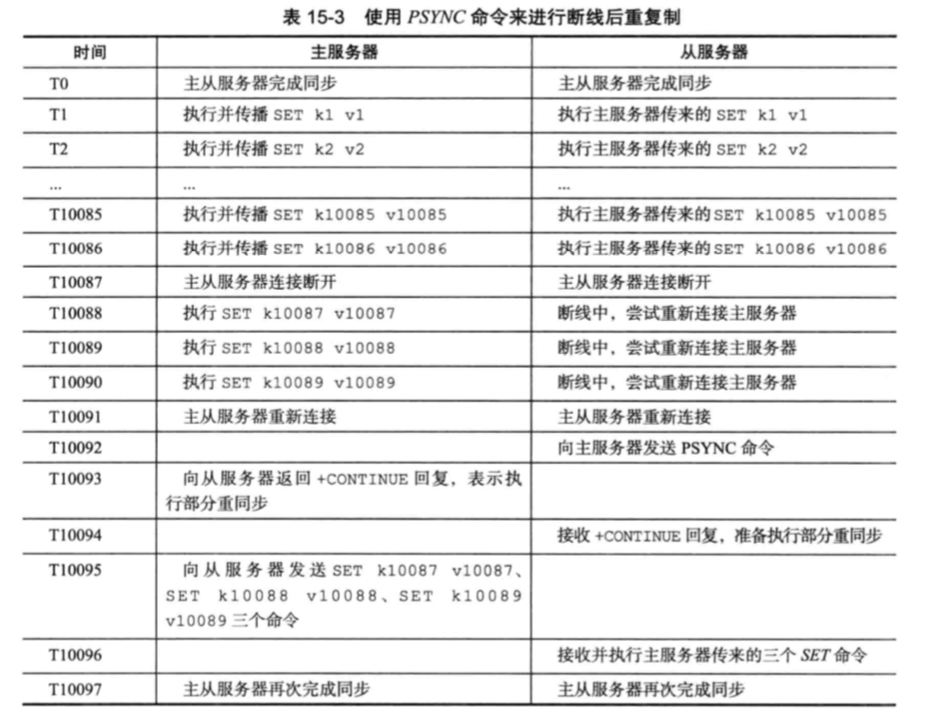 表 15-3 使用 PSYNC 命令来进行断线后重复制
时间 主服务器 从服务器
T0 主从服务器完成同步 主从服务器完成同步
T1 执行并传播 SET k1 v1 执行主服务器传来的 SET k1 v1
T2 执行并传播 SET k2 v2 执行主服务器传来的 SET k2 v2
... ... ...
T10085 执行并传播 SET k10085 v10085 执行主服务器传来的 SET k10085 v10085
T10086 执行并传播 SET k10086 v10086 执行主服务器传来的 SET k10086 v10086
T10087 主从服务器连接断开 主从服务器连接断开
T10088 执行 SET k10087 v10087 断线中，尝试重新连接主服务器
T10089 执行 SET k10088 v10088 断线中，尝试重新连接主服务器
T10090 执行 SET k10089 v10089 断线中，尝试重新连接主服务器
T10091 主从服务器重新连接 主从服务器重新连接
T10092 向主服务器发送 PSYNC 命令
T10093 向从服务器返回 +CONTINUE 回复，表示执
行部分重同步
T10094 接收 +CONTINUE 回复，准备执行部分重同步
T10095 向从服务器发送 SET k10087 v10087、
SET k10088 v10088、SET k10089
v10089 三个命令
T10096 接收并执行主服务器传来的三个 SET 命令
T10097 主从服务器再次完成同步 主从服务器再次完成同步